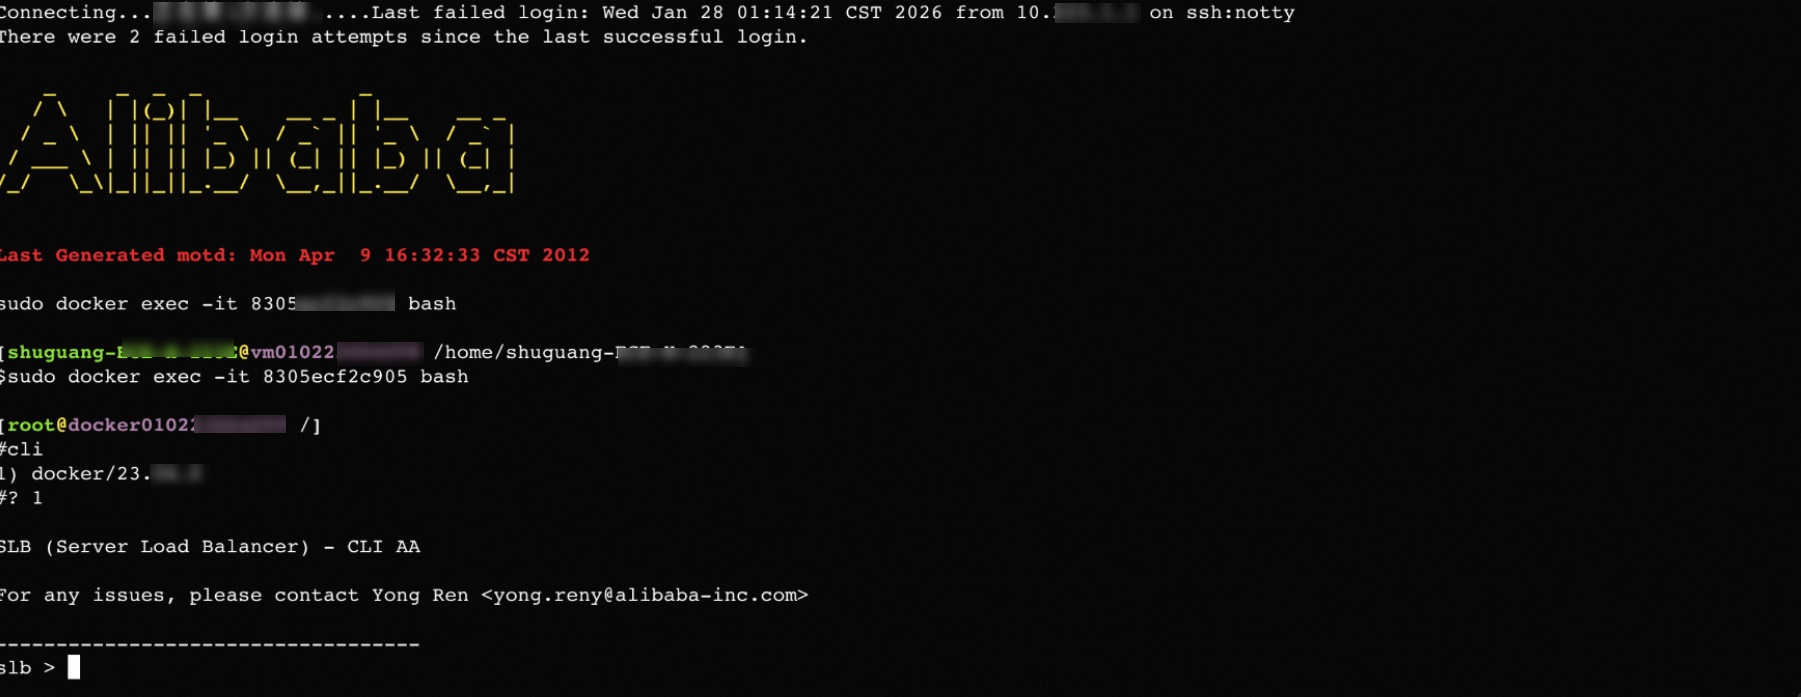 Connecting... ....Last failed login: Wed Jan 28 01:14:21 CST 2026 from 10. on ssh:notty
There were 2 failed login attempts since the last successful login.
Alibaba
Last Generated motd: Mon Apr  9 16:32:33 CST 2012
sudo docker exec -it 8305 bash
[shuguang- @vm01022 /home/shuguang-
$sudo docker exec -it 8305ecf2c905 bash
[root@docker01022 /]
#cli
1) docker/23.
#? 1
SLB (Server Load Balancer) - CLI AA
For any issues, please contact Yong Ren <yong.reny@alibaba-inc.com>
----------------------------------
slb >